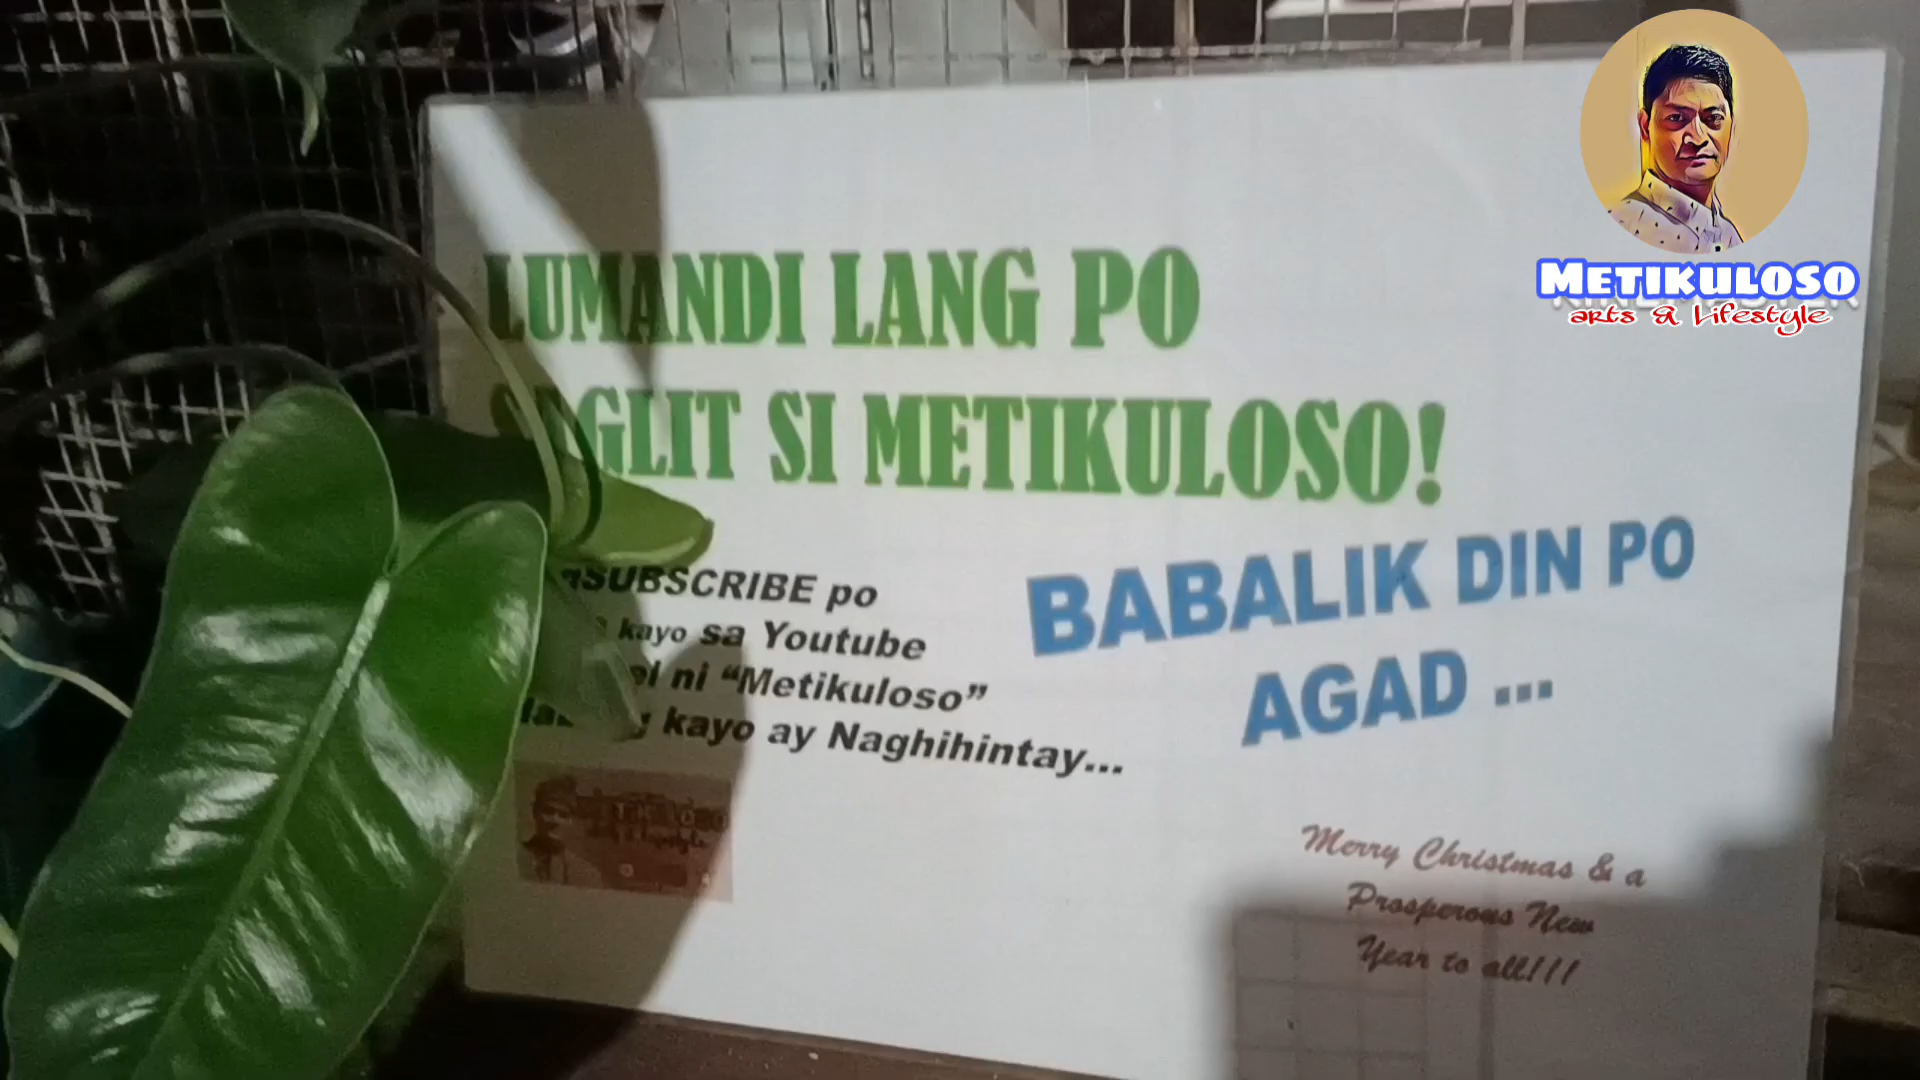 LUMANDI LANG PO
SAGLIT SI METIKULOSO!
BABALIK DIN PO
AGAD ...
SUBSCRIBE po
kayo sa Youtube
ni “Metikuloso”
kayo ay Naghihintay...
Merry Christmas & a
Prosperous New
Year to all!!!
METIKULOSO
arts & Lifestyle